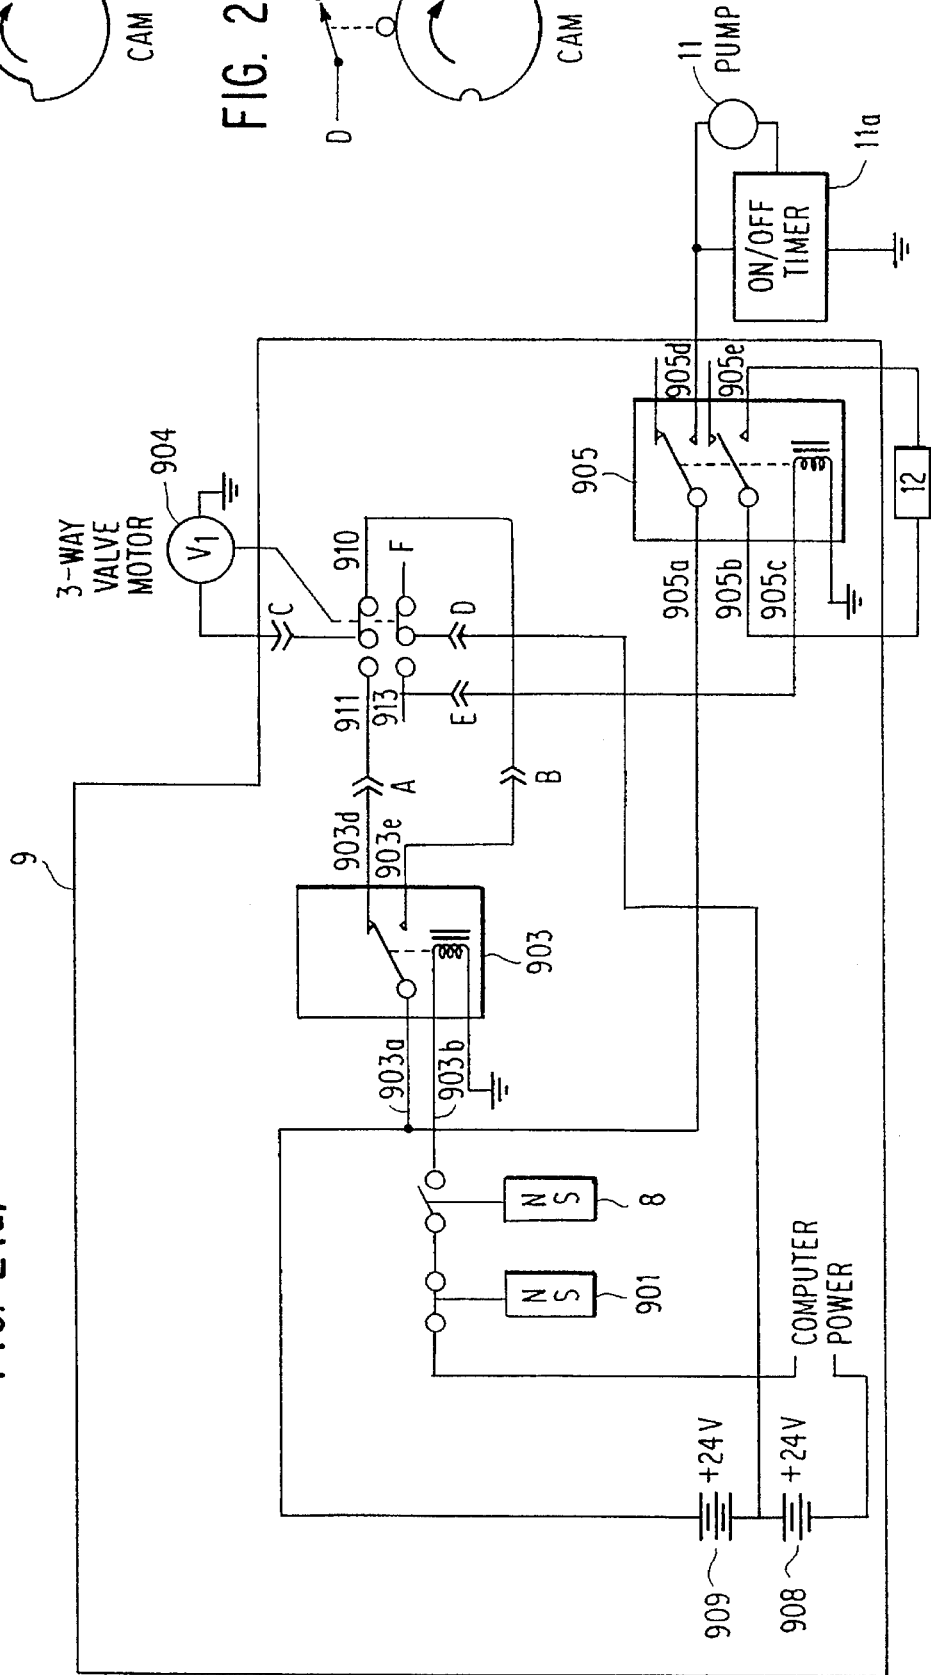 CAM
FIG. 2
D
CAM
11
PUMP
11a
ON/OFF
TIMER
3-WAY
VALVE
MOTOR
904
V1
C
910
F
D
911
913
E
A
B
903d
903e
903
903a
903b
905
905a
905b
905c
905d
905e
12
9
N S
8
N S
901
COMPUTER
POWER
+24V
+24V
909
908